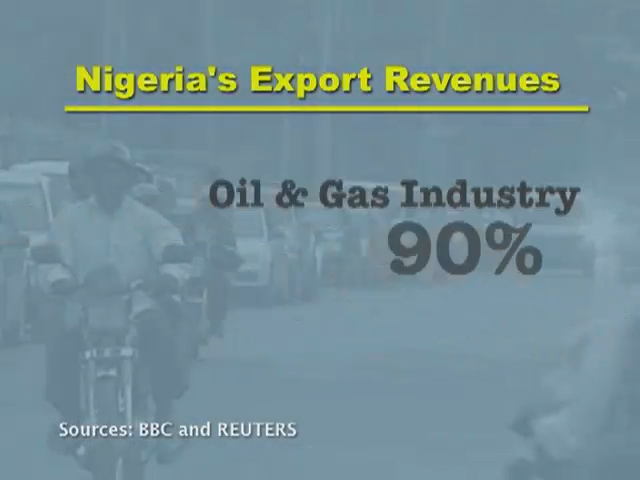 Nigeria's Export Revenues
Oil & Gas Industry
90%
Sources: BBC and REUTERS